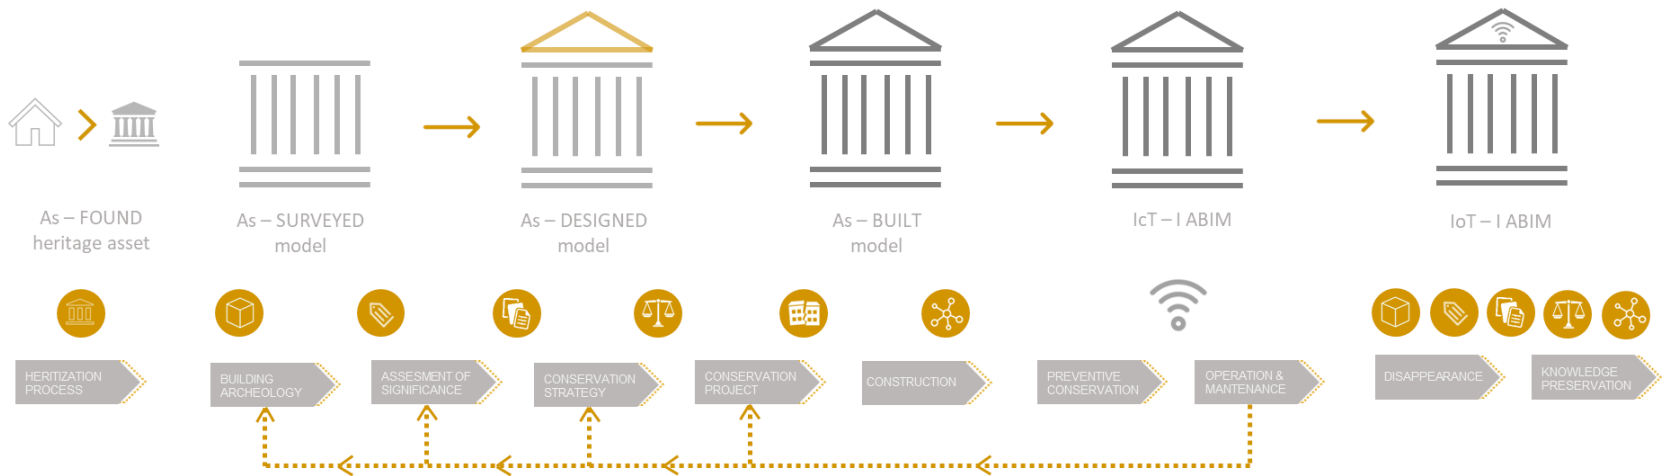 As – FOUND
heritage asset
As – SURVEYED
model
As – DESIGNED
model
As – BUILT
model
IcT – I ABIM
IoT – I ABIM
HERITIZATION
PROCESS
BUILDING
ARCHEOLOGY
ASSESMENT OF
SIGNIFICANCE
CONSERVATION
STRATEGY
CONSERVATION
PROJECT
CONSTRUCTION
PREVENTIVE
CONSERVATION
OPERATION &
MANTENANCE
DISAPPEARANCE
KNOWLEDGE
PRESERVATION